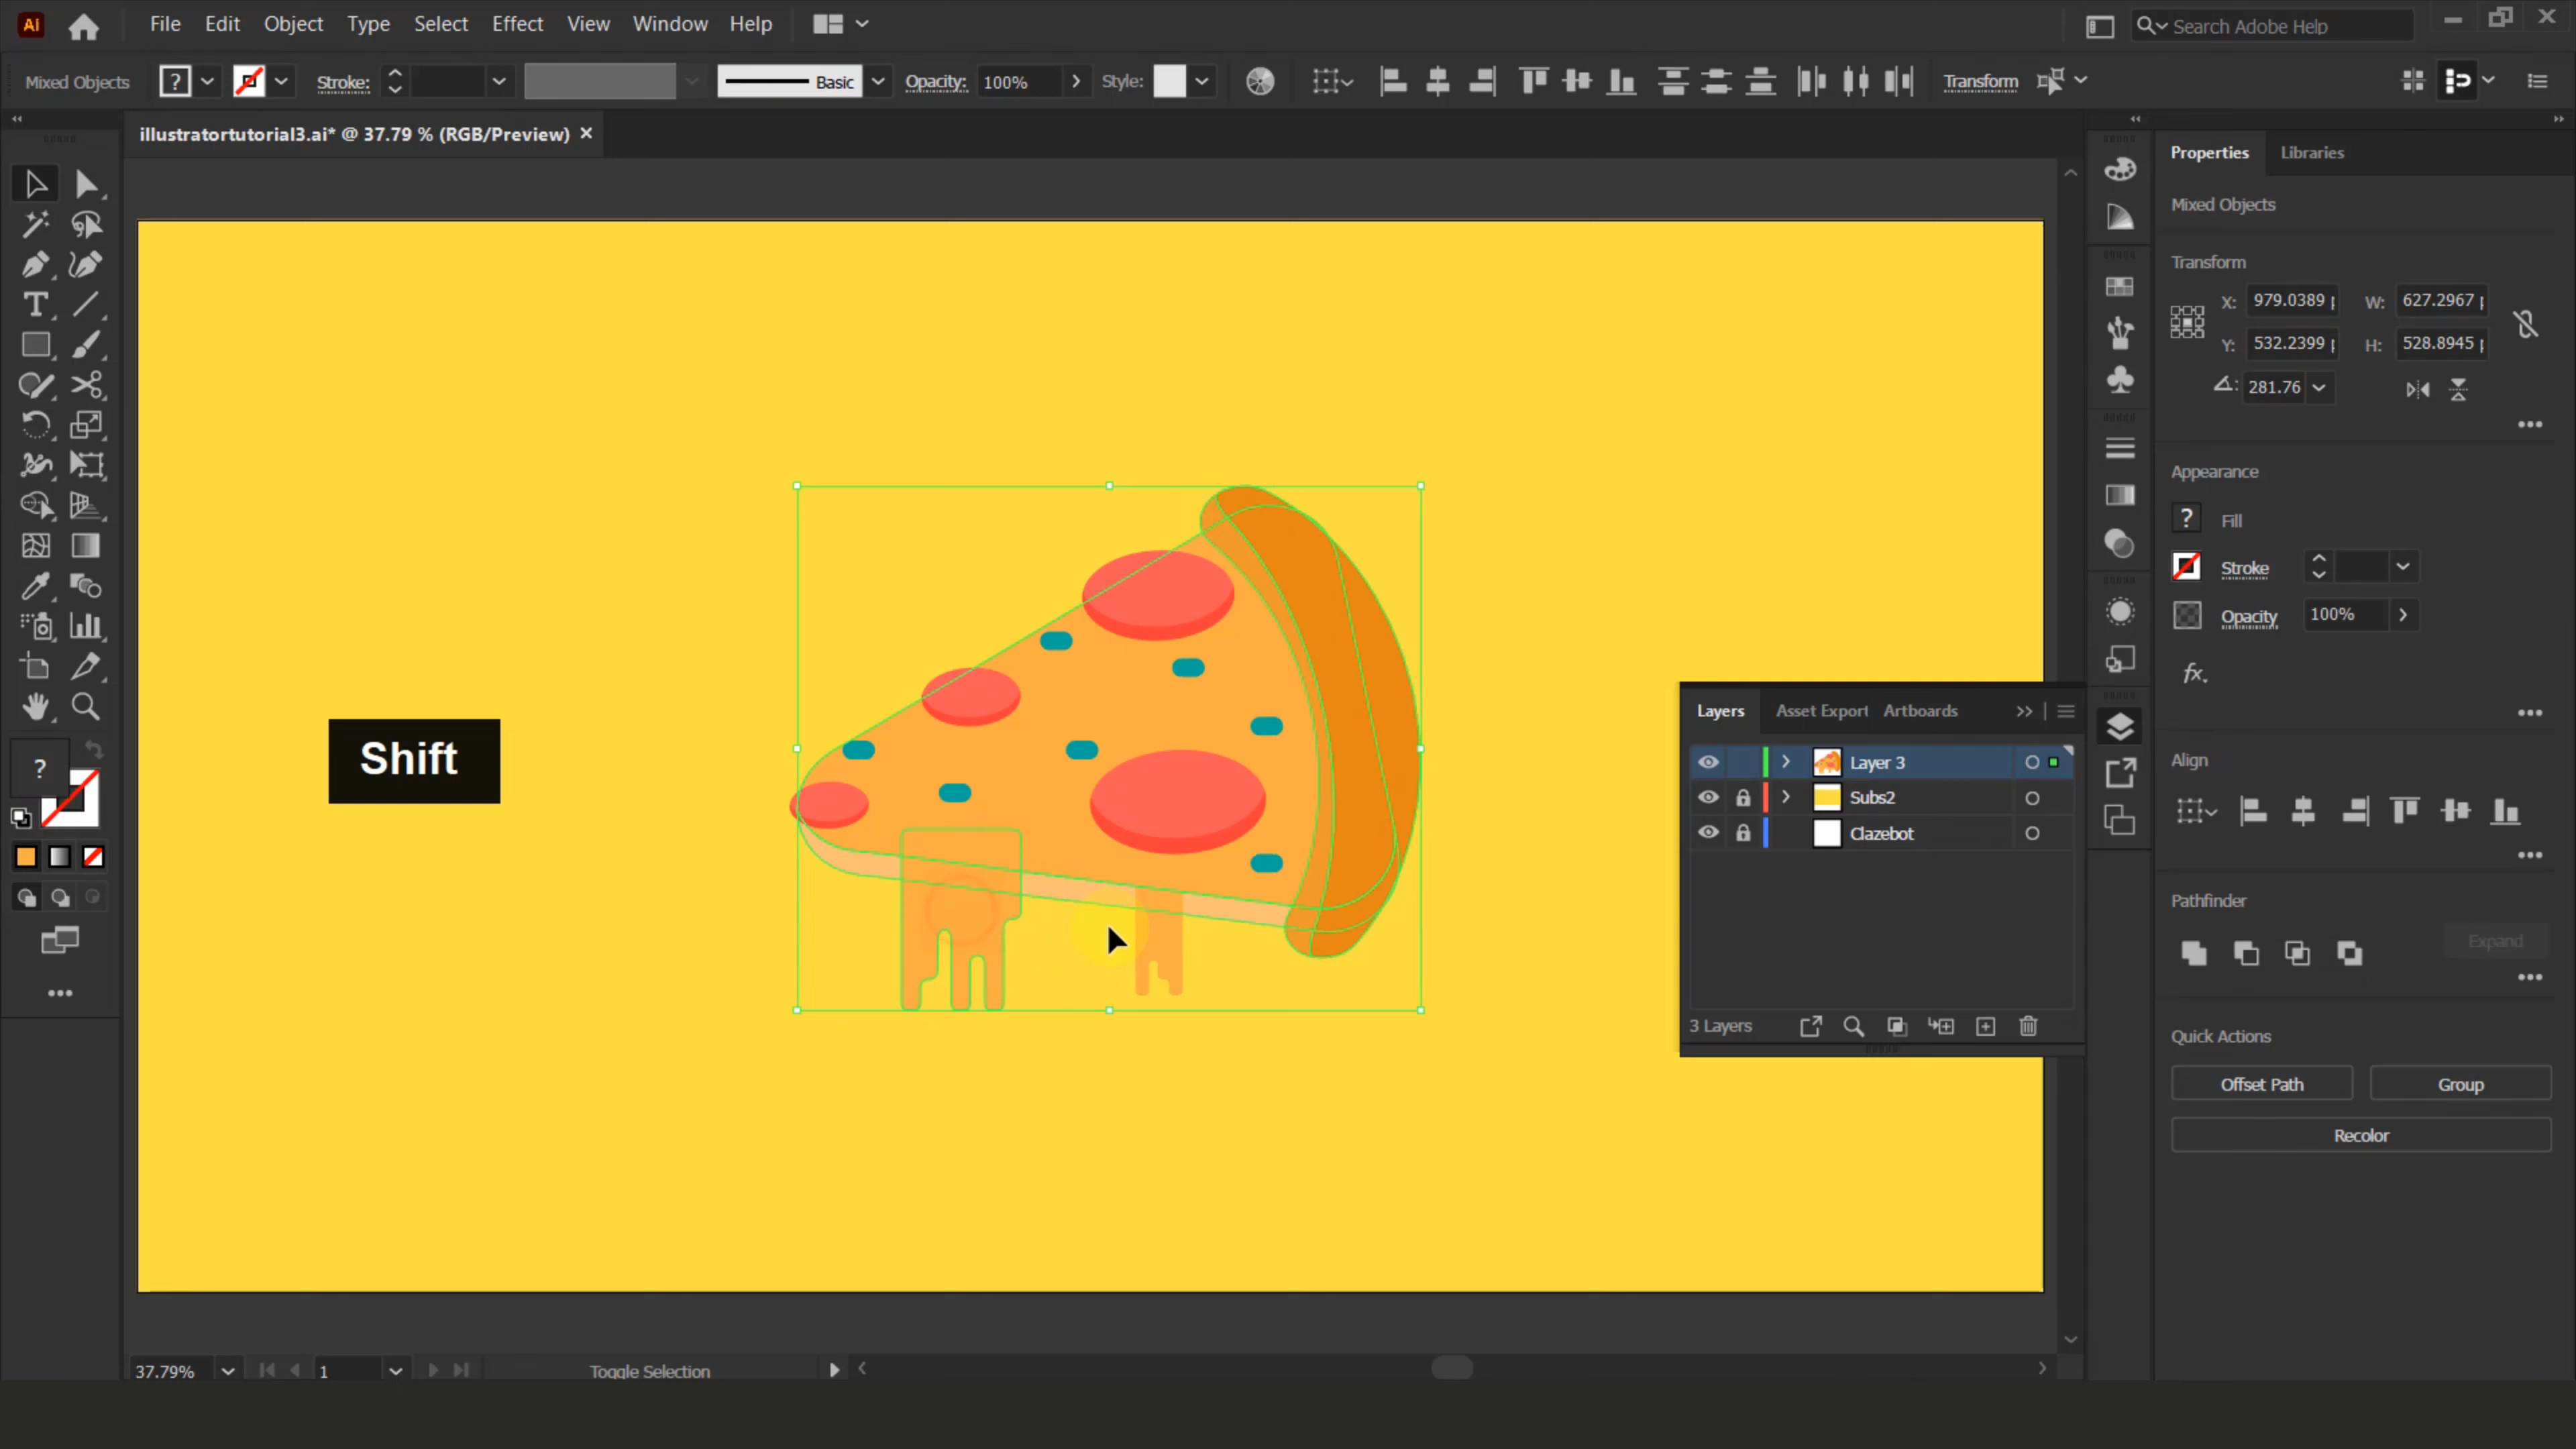 Ai File Edit Object Type Select Effect View Window Help Search Adobe Help
Mixed Objects ? Stroke: Basic Opacity: 100% Style: Transform
illustratortutorial3.ai* @ 37.79 % (RGB/Preview)
Properties Libraries
Mixed Objects
Transform
X: 979.0389 p W: 627.2967 p
Y: 532.2399 p H: 528.8945 p
281.76
Appearance
? Fill
Stroke
Opacity 100%
fx.
Align
Pathfinder
Expand
Quick Actions
Offset Path Group
Recolor
Shift
?
Layers Asset Export Artboards
Layer 3
Subs2
Clazebot
3 Layers
37.79% 1 Toggle Selection